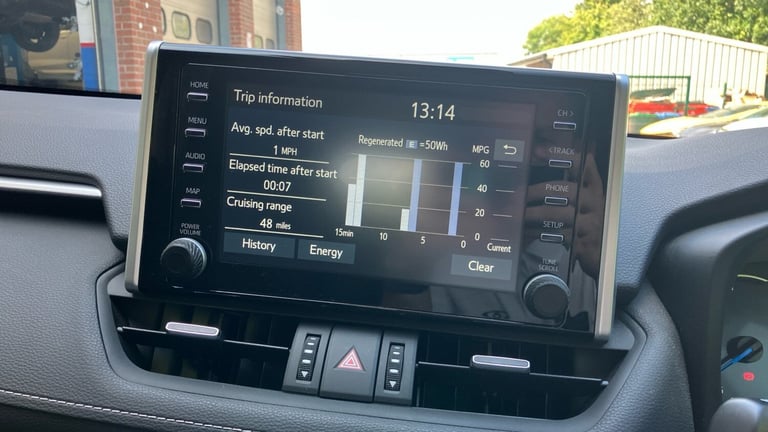 HOME
MENU
AUDIO
MAP
POWER
VOLUME
Trip information
13:14
Avg. spd. after start
1 MPH
Elapsed time after start
00:07
Cruising range
48 miles
History
Energy
Regenerated E =50Wh
MPG
60
40
20
0
15min 10 5 0 Current
Clear
CH >
< TRACK
PHONE
SETUP
TUNE
SCROLL